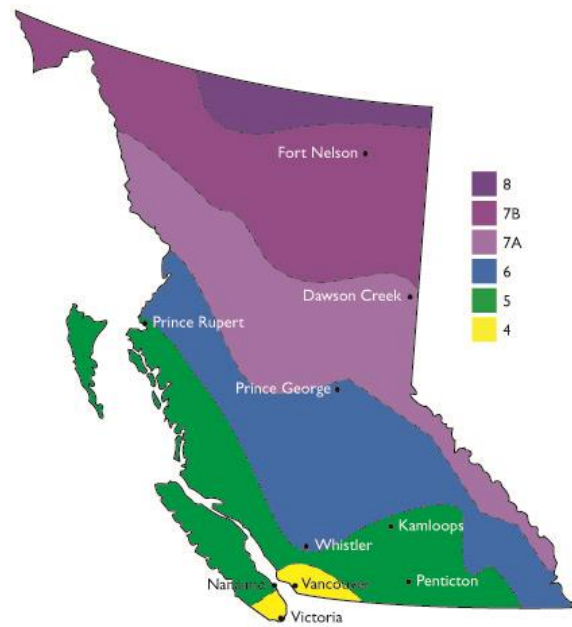 Fort Nelson
8
7B
7A
6
5
4
Dawson Creek
Prince Rupert
Prince George
Kamloops
Whistler
Nanaimo
Vancouver
Penticton
Victoria